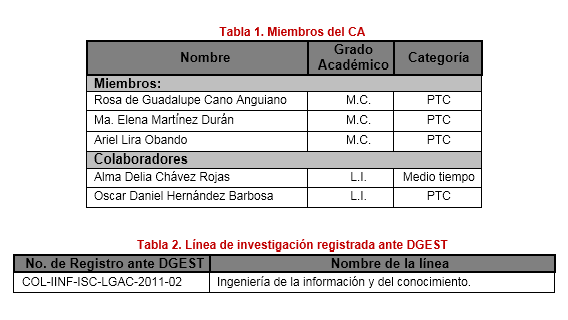 Tabla 1. Miembros del CA
Nombre Grado Académico Categoría
Miembros:
Rosa de Guadalupe Cano Anguiano M.C. PTC
Ma. Elena Martínez Durán M.C. PTC
Ariel Lira Obando M.C. PTC
Colaboradores
Alma Delia Chávez Rojas L.I. Medio tiempo
Oscar Daniel Hernández Barbosa L.I. PTC
Tabla 2. Línea de investigación registrada ante DGEST
No. de Registro ante DGEST Nombre de la línea
COL-IINF-ISC-LGAC-2011-02 Ingeniería de la información y del conocimiento.